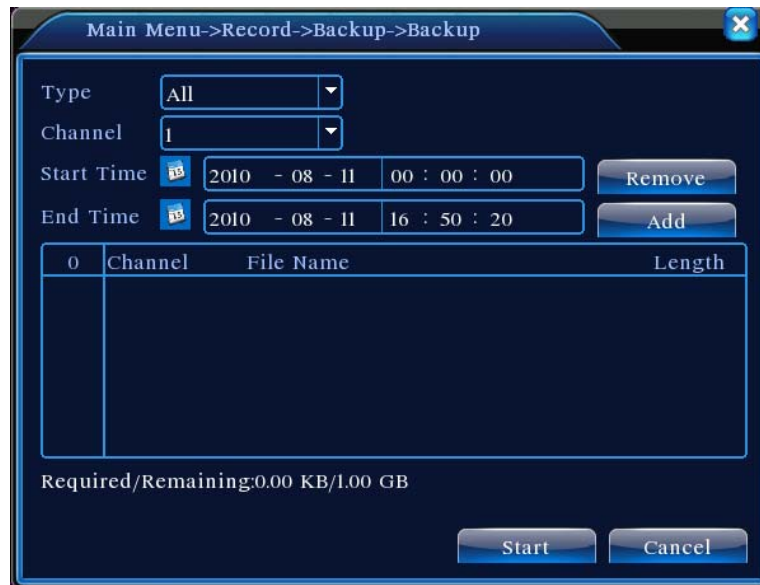 Main Menu->Record->Backup->Backup
Type All
Channel 1
Start Time 15 2010 - 08 - 11 00 : 00 : 00 Remove
End Time 15 2010 - 08 - 11 16 : 50 : 20 Add
0 Channel File Name Length
Required/Remaining:0.00 KB/1.00 GB
Start Cancel